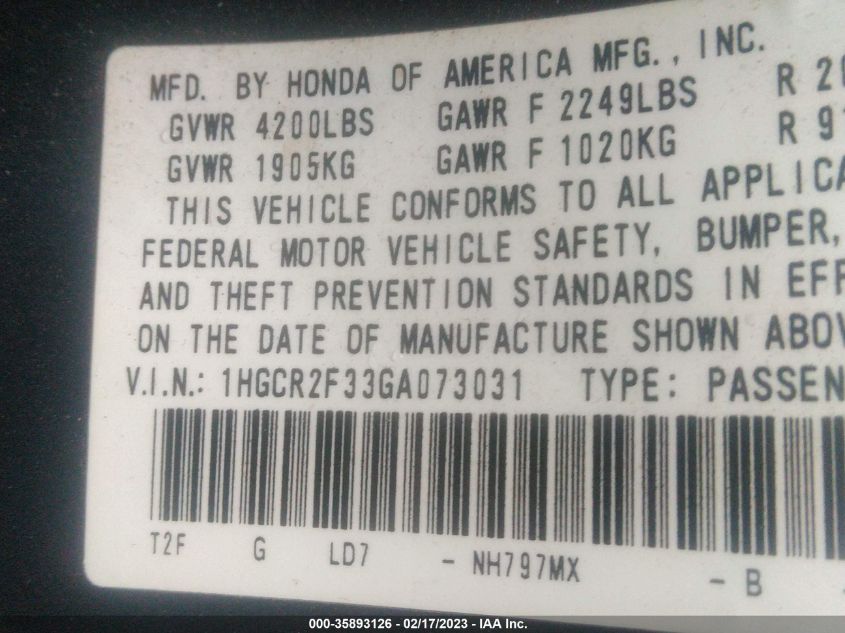 MFD. BY HONDA OF AMERICA MFG., INC.
GVWR 4200LBS GAWR F 2249LBS R 20
GVWR 1905KG GAWR F 1020KG R 91
THIS VEHICLE CONFORMS TO ALL APPLICA
FEDERAL MOTOR VEHICLE SAFETY, BUMPER,
AND THEFT PREVENTION STANDARDS IN EFF
ON THE DATE OF MANUFACTURE SHOWN ABOV
V.I.N.: 1HGCR2F33GA073031 TYPE: PASSEN
T2F G LD7 - NH797MX - B
000-35893126 - 02/17/2023 - IAA Inc.